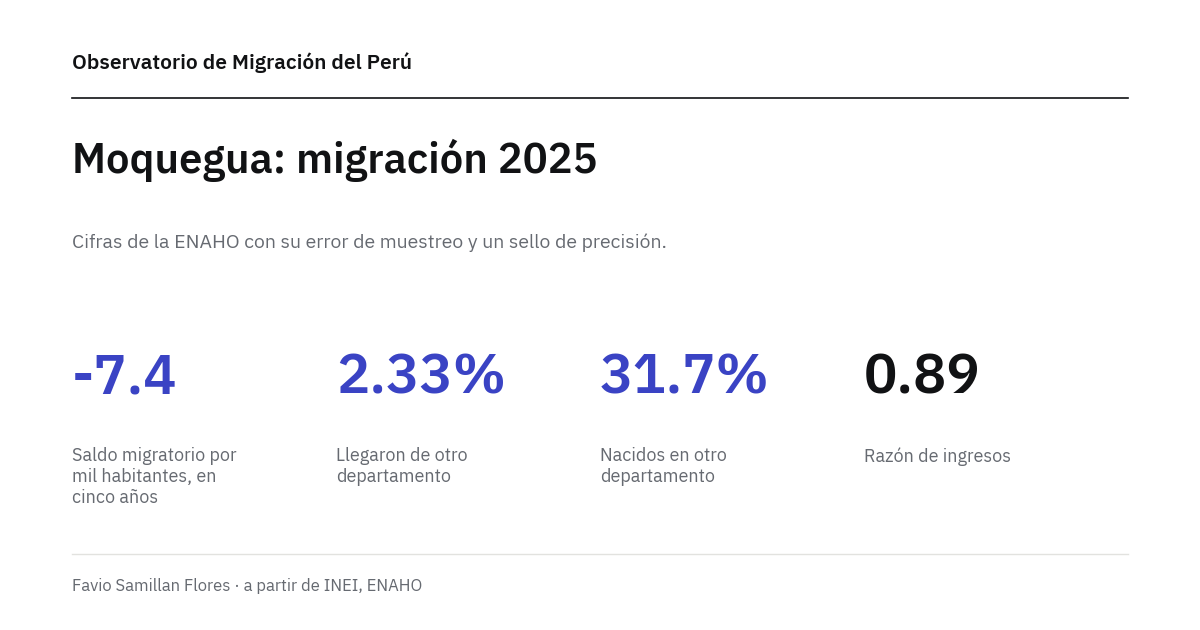 Observatorio de Migración del Perú
Moquegua: migración 2025
Cifras de la ENAHO con su error de muestreo y un sello de precisión.
-7.4
Saldo migratorio por
mil habitantes, en
cinco años
2.33%
Llegaron de otro
departamento
31.7%
Nacidos en otro
departamento
0.89
Razón de ingresos
Favio Samillan Flores · a partir de INEI, ENAHO